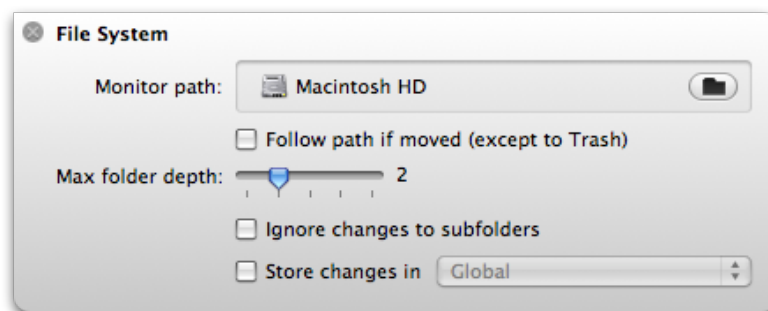 File System
Monitor path: Macintosh HD
Follow path if moved (except to Trash)
Max folder depth: 2
Ignore changes to subfolders
Store changes in Global